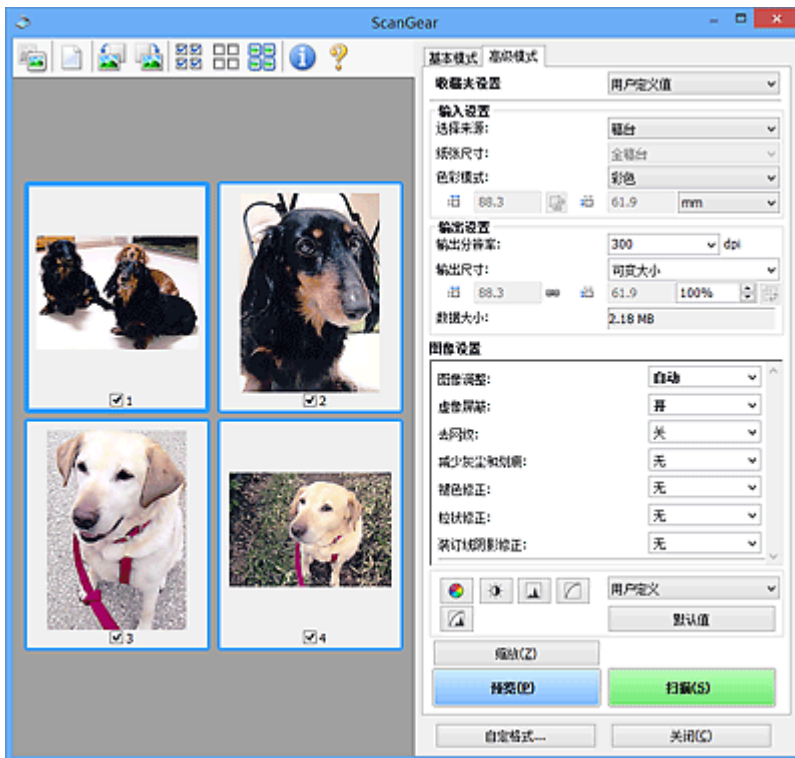 ScanGear
基本模式 高级模式
收藏夹设置 用户定义值
输入设置
选择来源: 稿台
纸张尺寸: 全稿台
色彩模式: 彩色
88.3 61.9 mm
输出设置
输出分辨率: 300 dpi
输出尺寸: 可变大小
88.3 61.9 100%
数据大小: 2.18 MB
图像设置
图像调整: 自动
虚像屏蔽: 开
去网纹: 关
减少灰尘和划痕: 无
褪色修正: 无
粒状修正: 无
装订线阴影修正: 无
用户定义
默认值
缩放(Z)
预览(P) 扫描(S)
自定格式... 关闭(C)
1
2
3
4